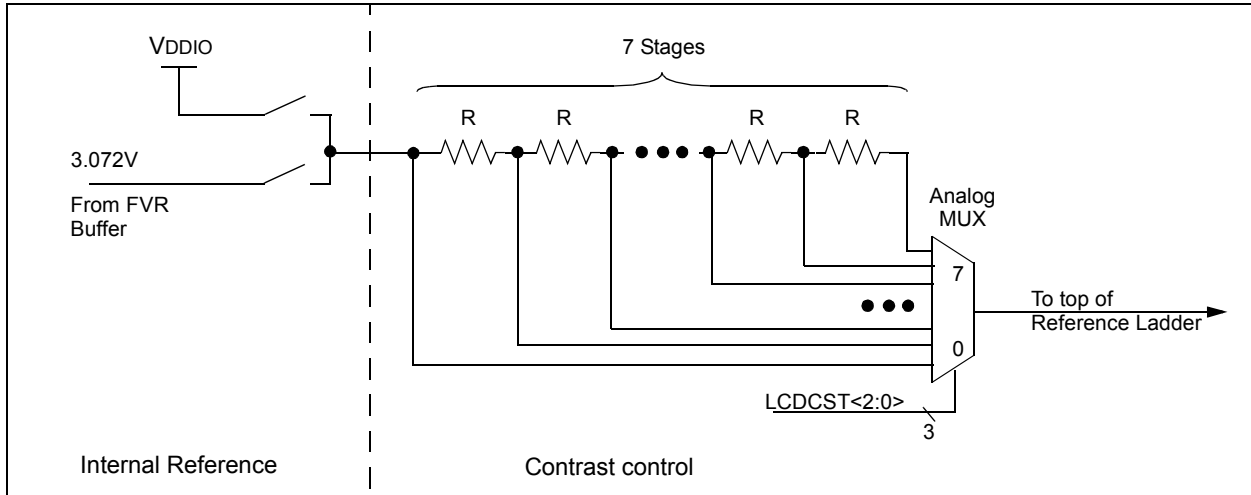 VDDIO
7 Stages
R
R
R
R
3.072V
From FVR
Buffer
Analog
MUX
7
0
To top of
Reference Ladder
LCDCST<2:0>
3
Internal Reference
Contrast control